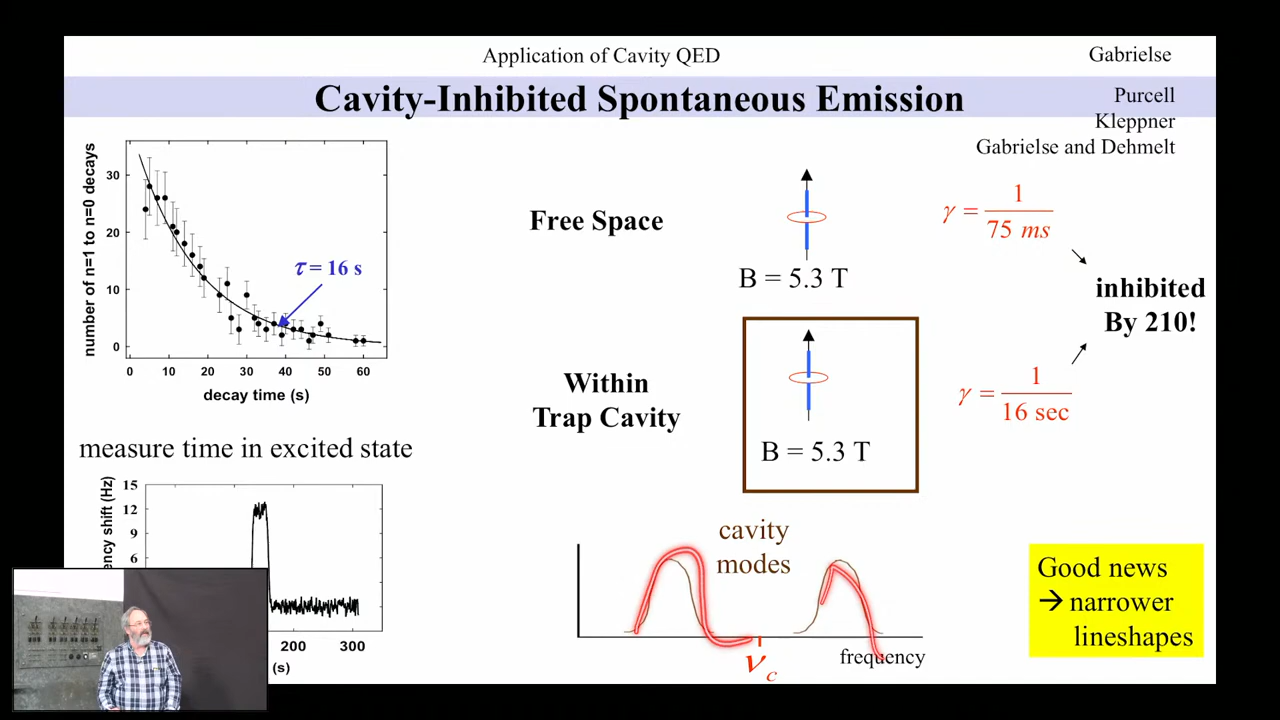 Application of Cavity QED
Gabrielse
Cavity-Inhibited Spontaneous Emission
Purcell
Kleppner
Gabrielse and Dehmelt
number of n=1 to n=0 decays
30
20
10
0
τ = 16 s
0 10 20 30 40 50 60
decay time (s)
measure time in excited state
ency shift (Hz)
15
12
9
6
200 300
(s)
Free Space
B = 5.3 T
γ = 1 / 75 ms
inhibited
By 210!
Within
Trap Cavity
B = 5.3 T
γ = 1 / 16 sec
cavity
modes
ν c
frequency
Good news
→ narrower
lineshapes